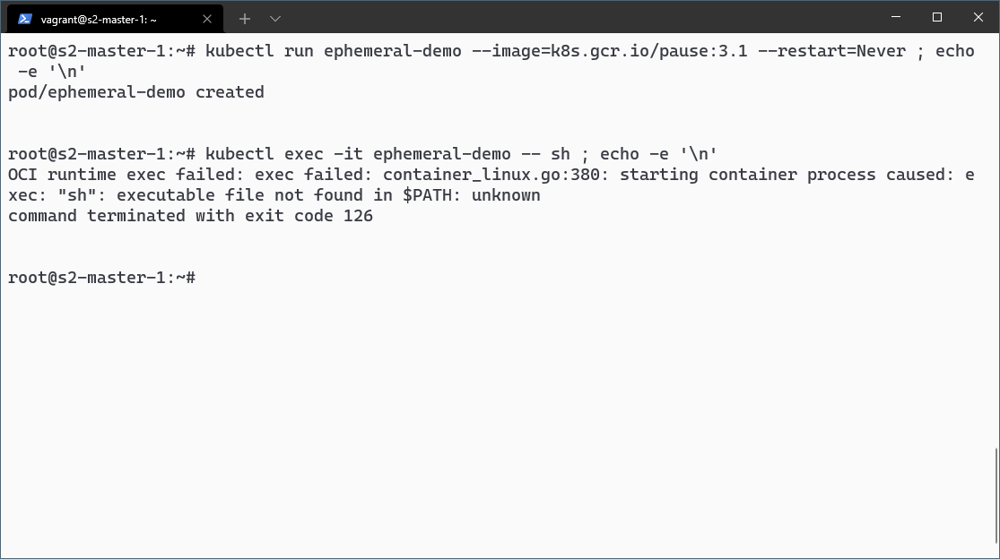 vagrant@s2-master-1: ~
root@s2-master-1:~# kubectl run ephemeral-demo --image=k8s.gcr.io/pause:3.1 --restart=Never ; echo
 -e '\n'
pod/ephemeral-demo created
root@s2-master-1:~# kubectl exec -it ephemeral-demo -- sh ; echo -e '\n'
OCI runtime exec failed: exec failed: container_linux.go:380: starting container process caused: e
xec: "sh": executable file not found in $PATH: unknown
command terminated with exit code 126
root@s2-master-1:~#